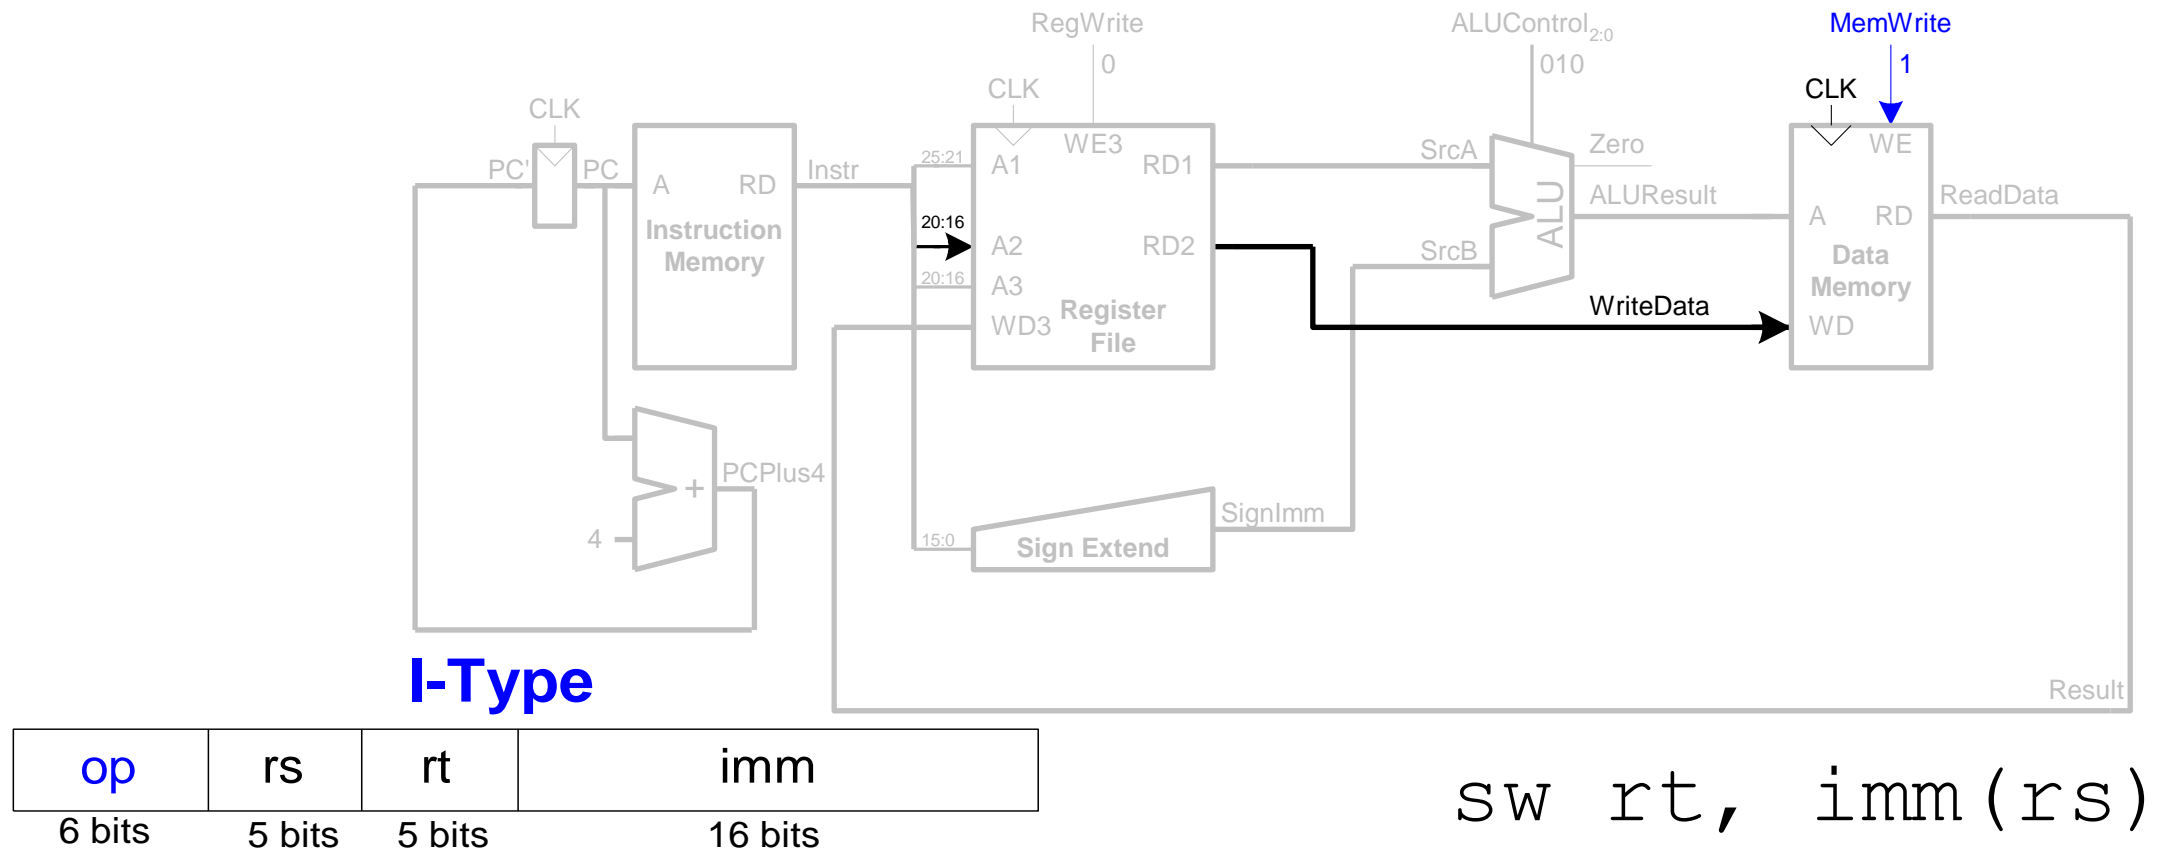 RegWrite
0
ALUControl2:0
010
MemWrite
1
CLK
CLK
CLK
PC'
PC
A
RD
Instruction
Memory
Instr
25:21
20:16
20:16
15:0
A1
A2
A3
WD3
WE3
RD1
RD2
Register
File
SrcA
SrcB
ALU
Zero
ALUResult
WriteData
WE
A
RD
Data
Memory
WD
ReadData
PCPlus4
+
4
SignImm
Sign Extend
Result
I-Type
op rs rt imm
6 bits 5 bits 5 bits 16 bits
sw rt, imm(rs)